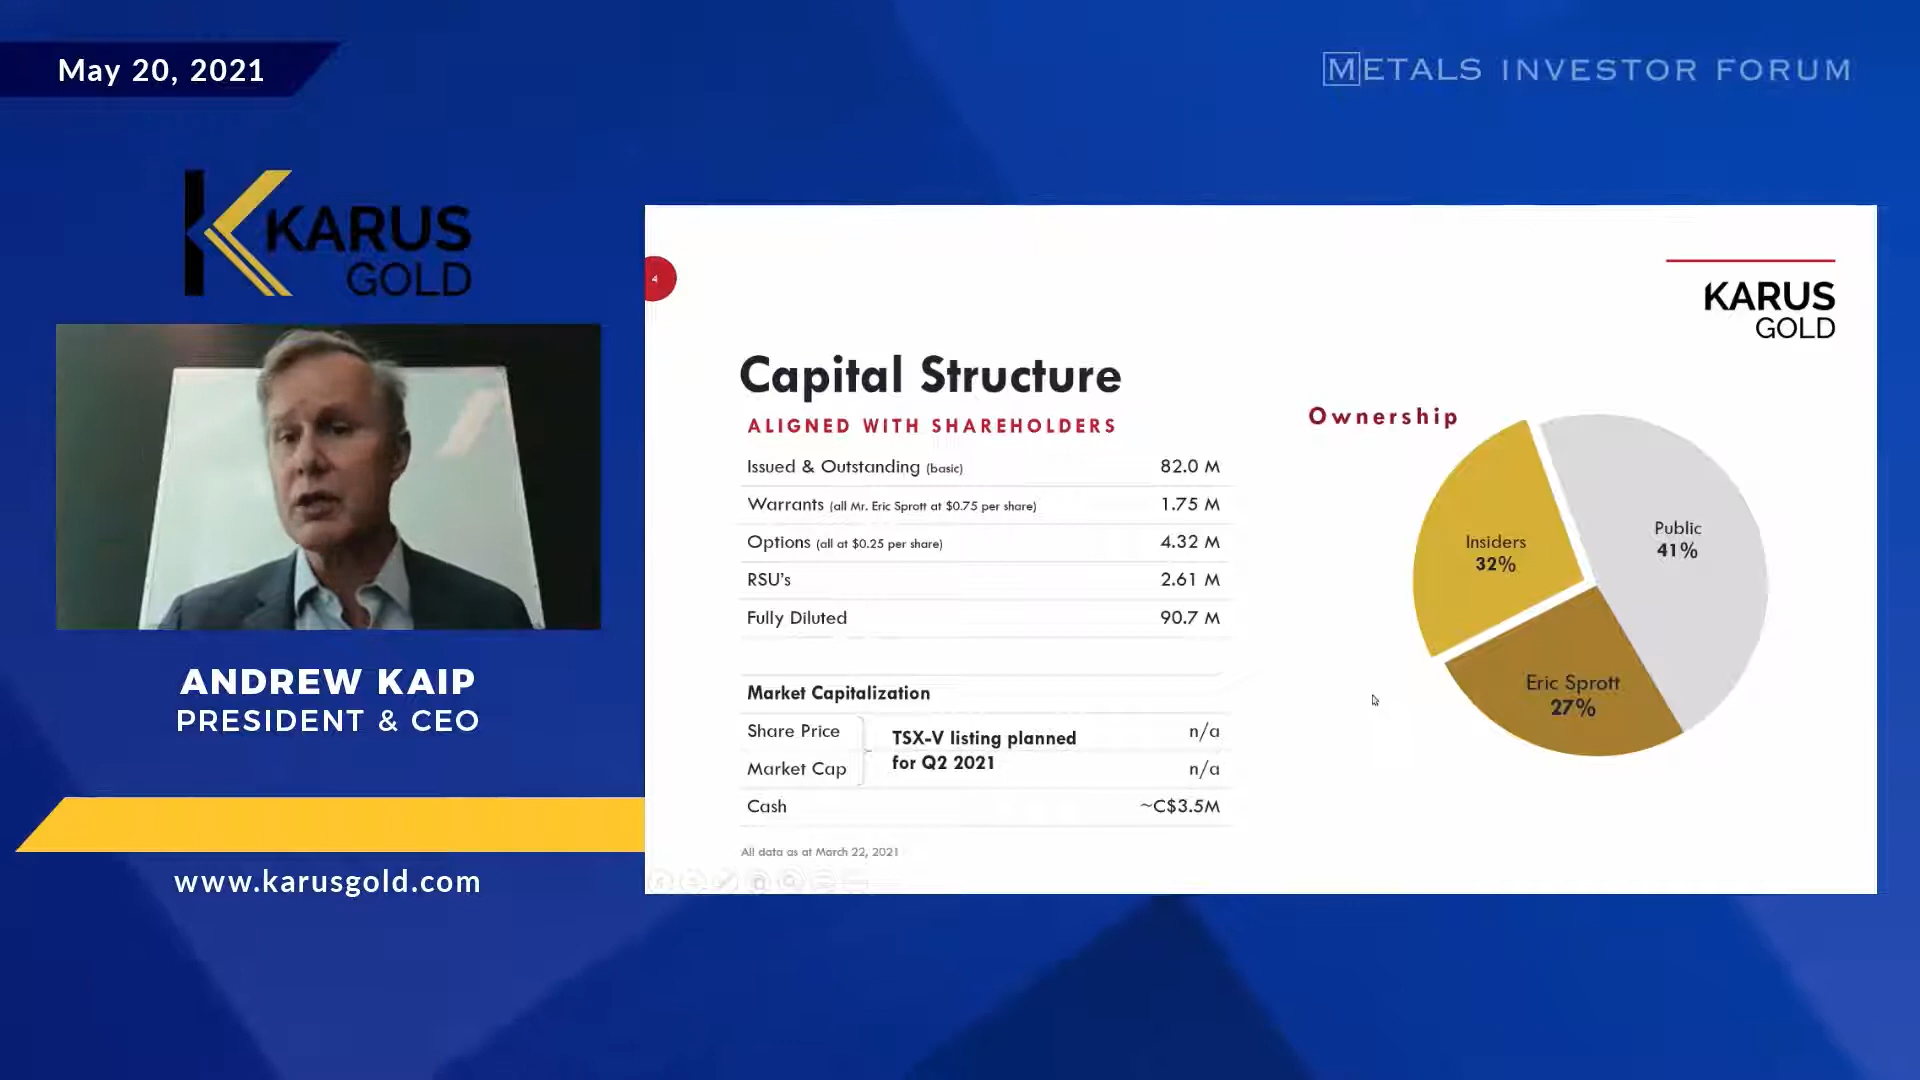 May 20, 2021
METALS INVESTOR FORUM
KARUS
GOLD
ANDREW KAIP
PRESIDENT & CEO
www.karusgold.com
4
KARUS
GOLD
Capital Structure
ALIGNED WITH SHAREHOLDERS
Issued & Outstanding (basic) 82.0 M
Warrants (all Mr. Eric Sprott at $0.75 per share) 1.75 M
Options (all at $0.25 per share) 4.32 M
RSU's 2.61 M
Fully Diluted 90.7 M
Market Capitalization
Share Price n/a
TSX-V listing planned
for Q2 2021
Market Cap n/a
Cash ~C$3.5M
All data as at March 22, 2021
Ownership
Public
41%
Insiders
32%
Eric Sprott
27%